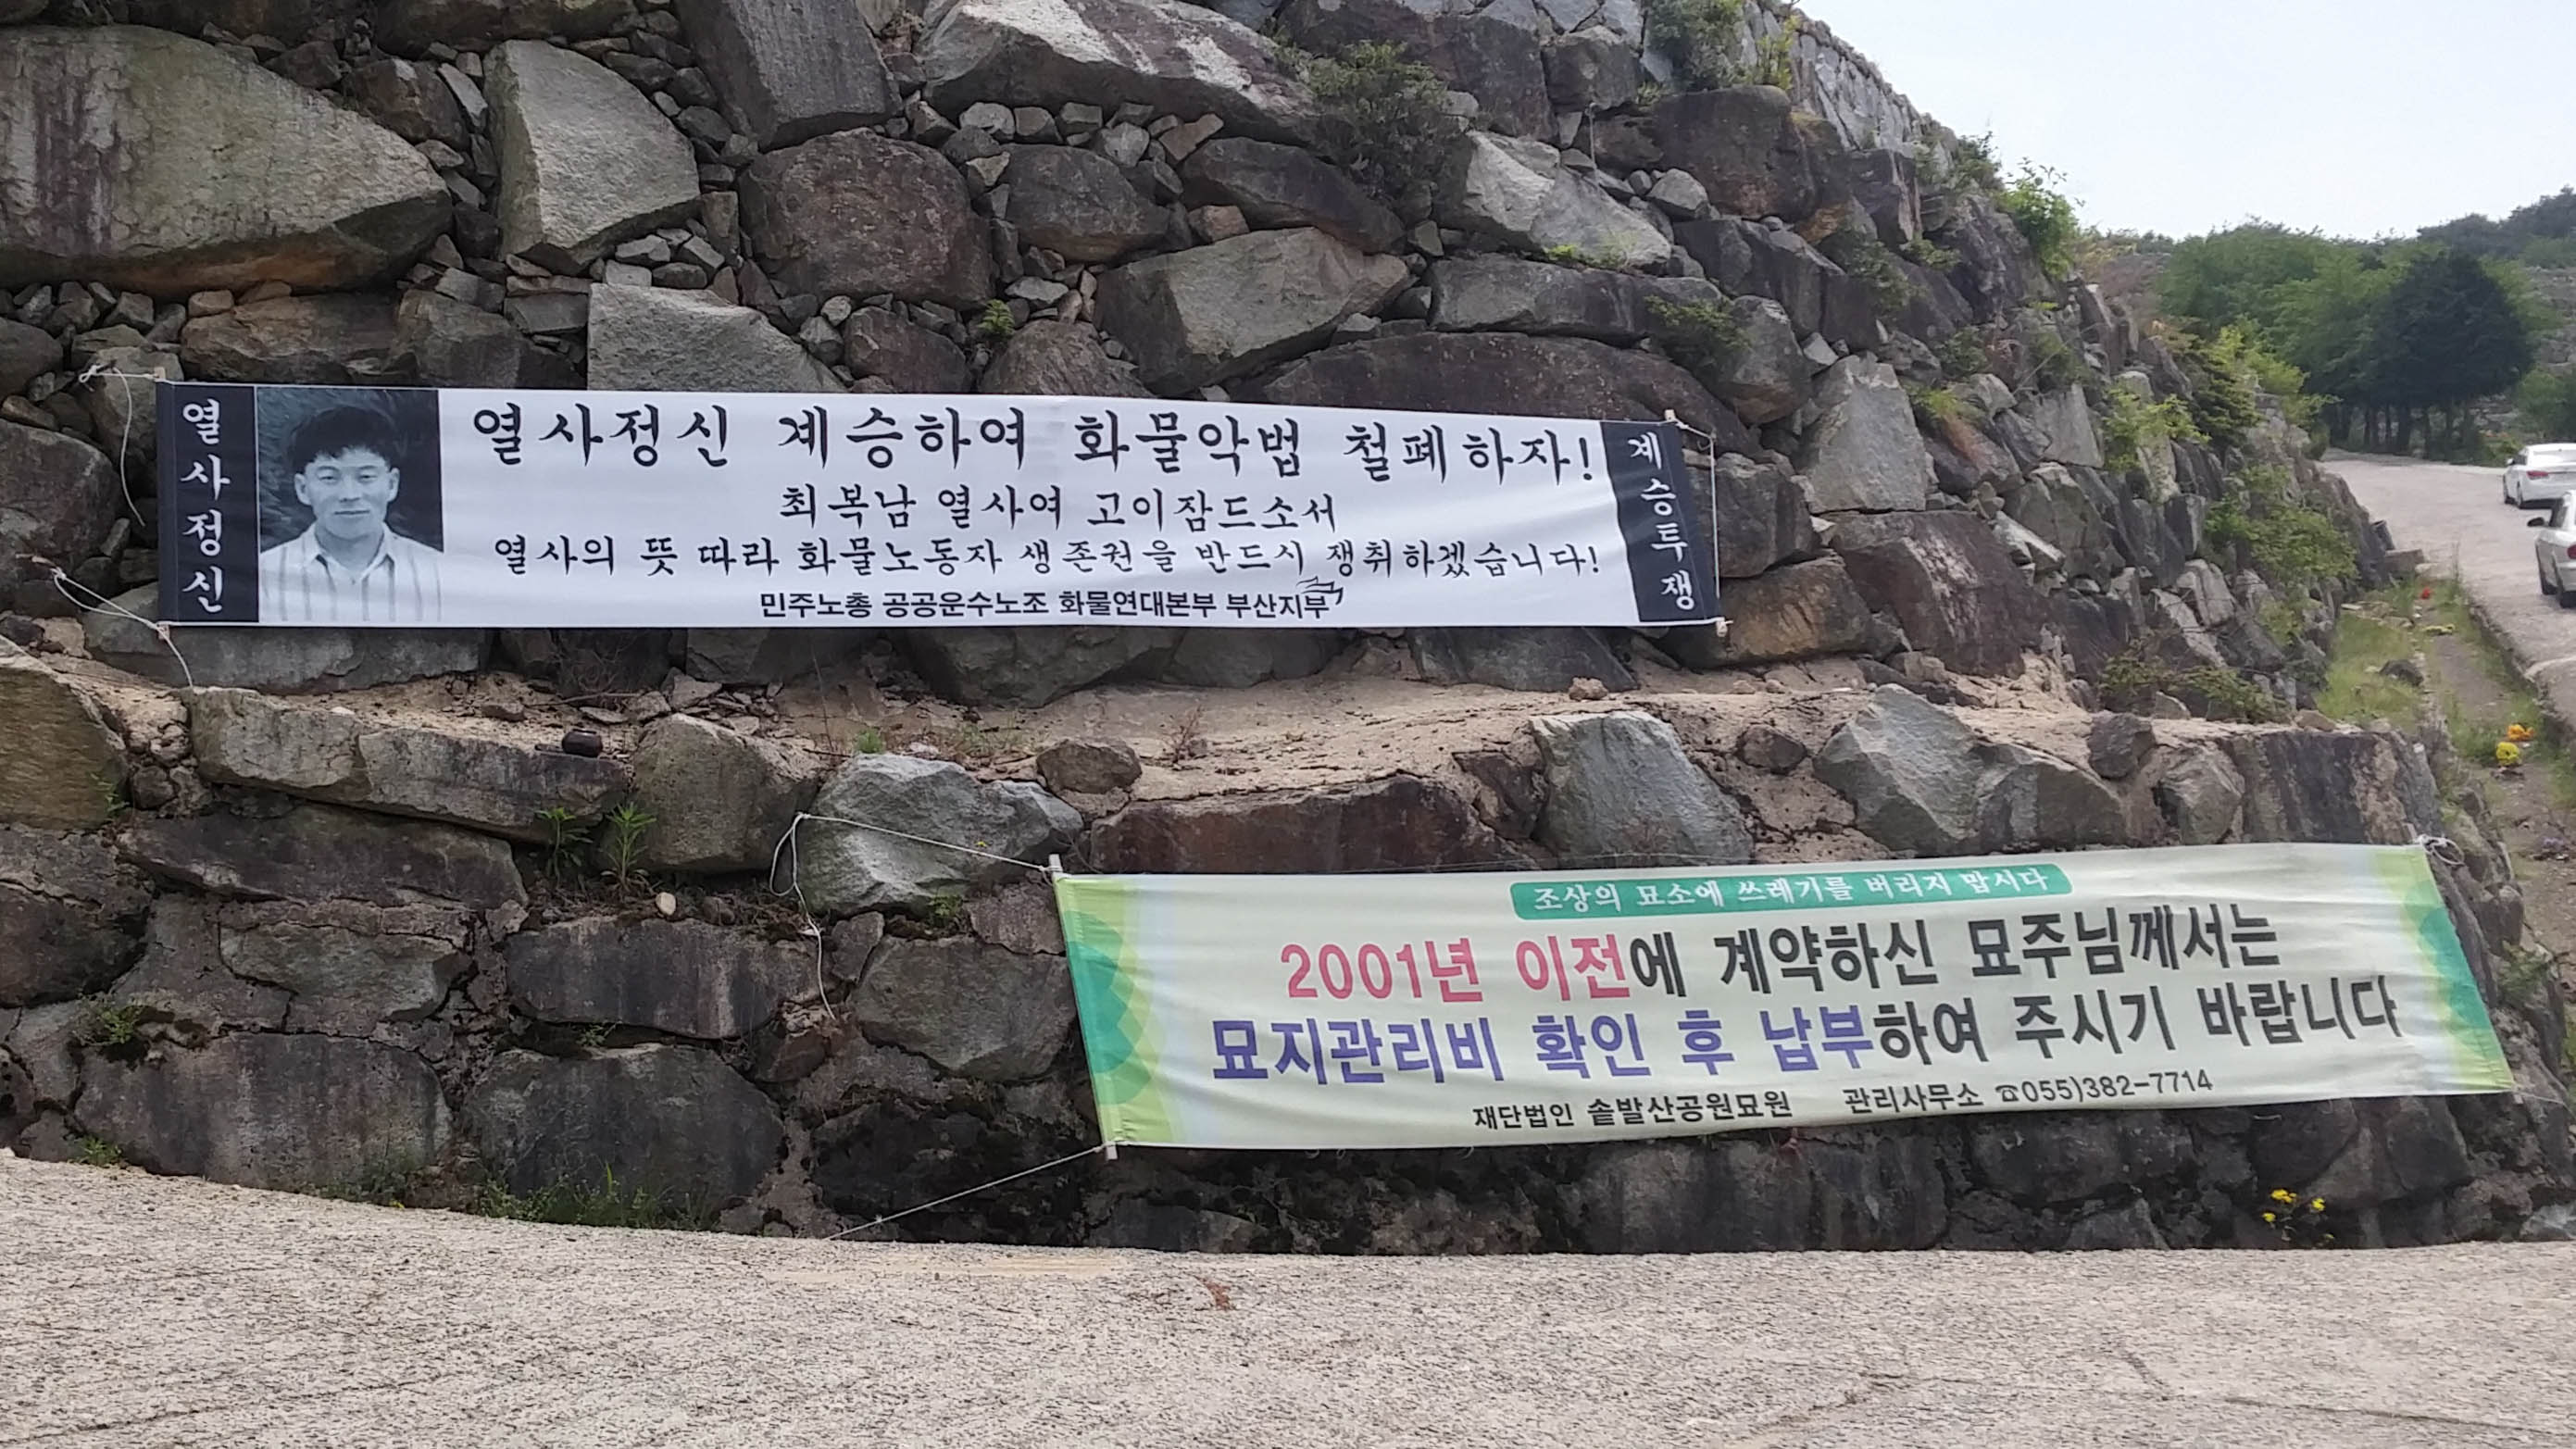 열사정신
열사정신 계승하여 화물악법 철폐하자!
최복남 열사여 고이잠드소서
열사의 뜻 따라 화물노동자 생존권을 반드시 쟁취하겠습니다!
민주노총 공공운수노조 화물연대본부 부산지부
계승투쟁
조상의 묘소에 쓰레기를 버리지 맙시다
2001년 이전에 계약하신 묘주님께서는
묘지관리비 확인 후 납부하여 주시기 바랍니다
재단법인 솥발산공원묘원 관리사무소 ☎055)382-7714